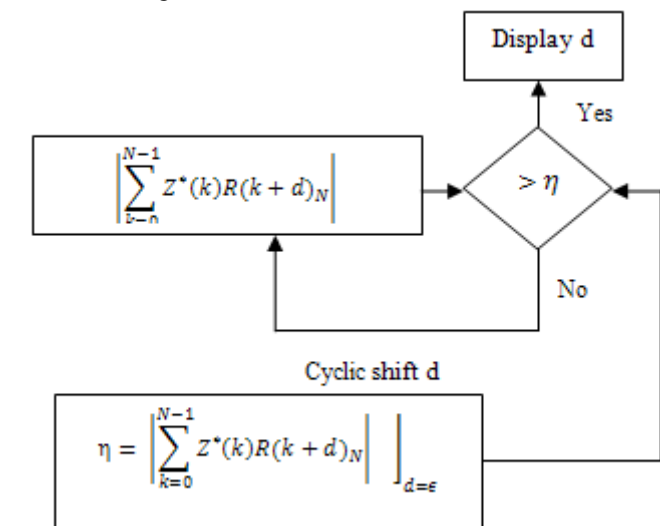 Display d
Yes
|∑_{k=0}^{N-1} Z*(k)R(k + d)_N|
> η
No
Cyclic shift d
η = |∑_{k=0}^{N-1} Z*(k)R(k + d)_N| ⌋_{d=ϵ}